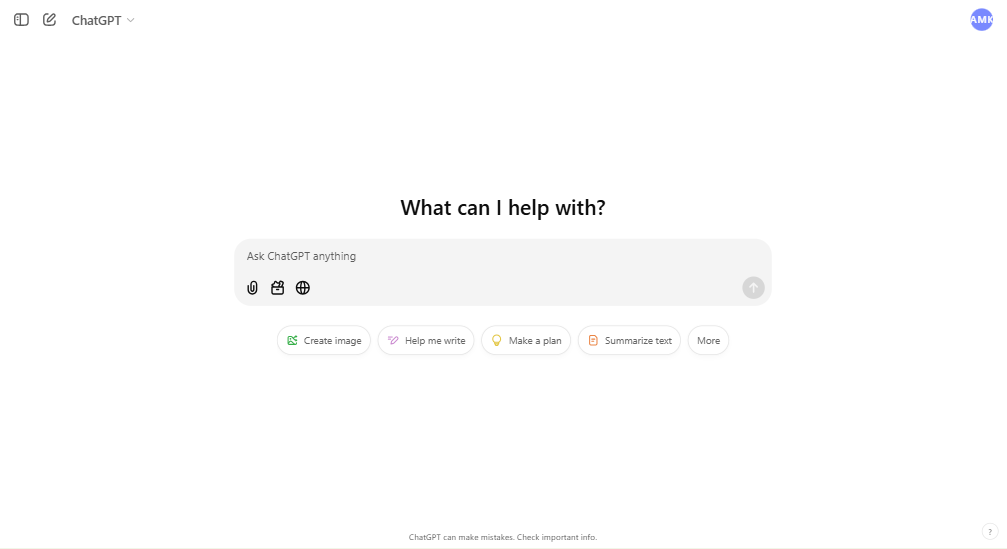 ChatGPT
AMK
What can I help with?
Ask ChatGPT anything
Create image
Help me write
Make a plan
Summarize text
More
ChatGPT can make mistakes. Check important info.
?